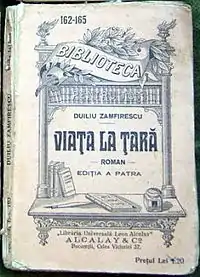 162-165
BIBLIOTECA
DUILIU ZAMFIRESCU
VIAȚA LA ȚARĂ
ROMAN
EDIȚIA A PATRA
"Librăria Universală Leon Alcalay"
ALCALAY & Co.
București, Calea Victoriei 37.
Prețul Lei
DUILIU ZAMFIRESCU